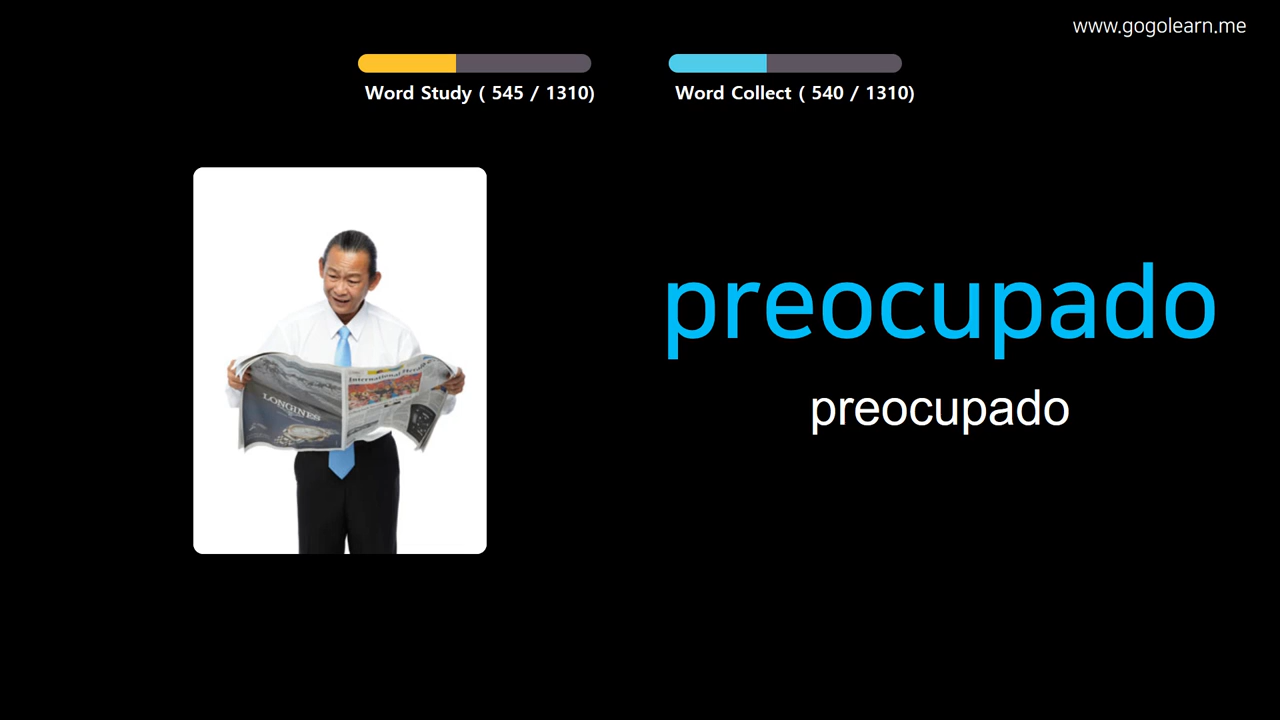 www.gogolearn.me
Word Study ( 545 / 1310)
Word Collect ( 540 / 1310)
preocupado
preocupado
LONGINES
International Herald